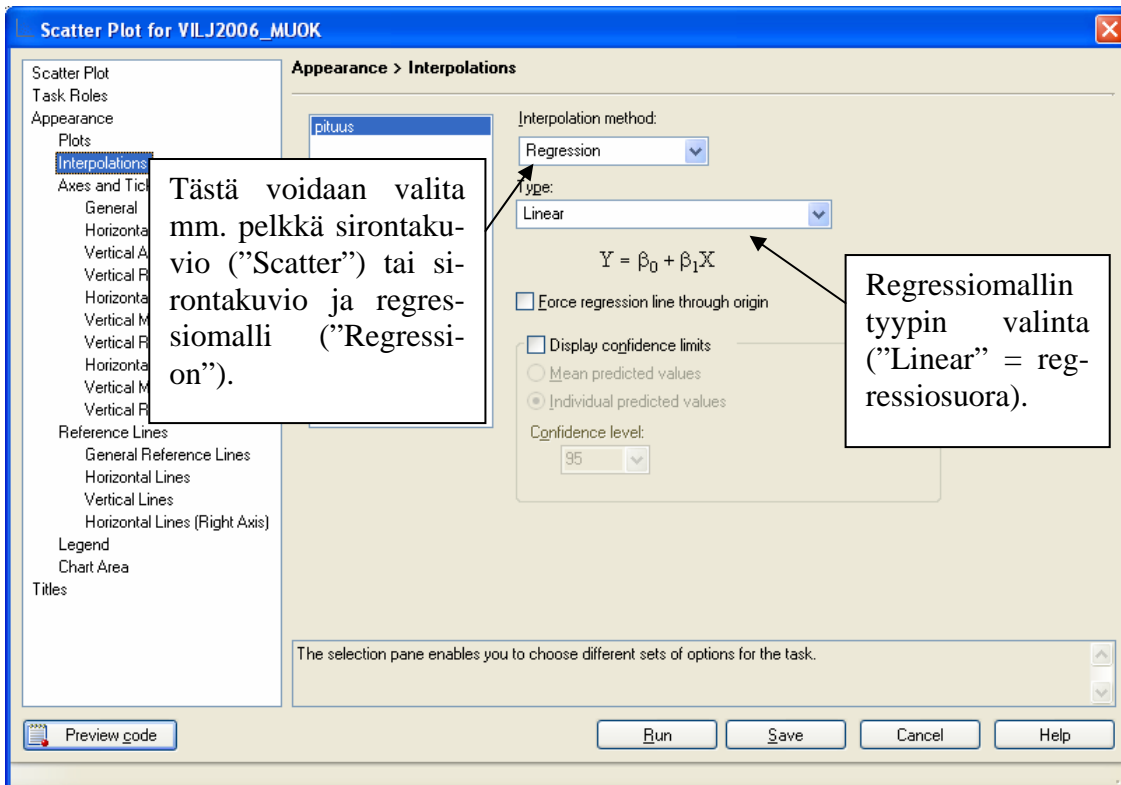 Scatter Plot for VILJ2006_MUOK
Scatter Plot
Task Roles
Appearance
Plots
Interpolations
Axes and Tick
General
Horizonta
Vertical A
Vertical R
Horizonta
Vertical M
Vertical R
Horizonta
Vertical M
Vertical R
Reference Lines
General Reference Lines
Horizontal Lines
Vertical Lines
Horizontal Lines (Right Axis)
Legend
Chart Area
Titles
Appearance > Interpolations
pituus
Interpolation method:
Regression
Type:
Linear
Y = β0 + β1X
Force regression line through origin
Display confidence limits
Mean predicted values
Individual predicted values
Confidence level:
95
Tästä voidaan valita
mm. pelkkä sirontaku-
vio (”Scatter”) tai si-
rontakuvio ja regres-
siomalli (”Regressi-
on”).
Regressiomallin
tyypin valinta
(”Linear” = reg-
ressiosuora).
The selection pane enables you to choose different sets of options for the task.
Preview code
Run
Save
Cancel
Help